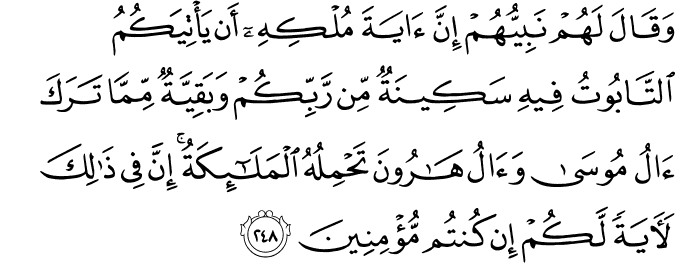 وَقَالَ لَهُمۡ نَبِيُّهُمۡ إِنَّ ءَايَةَ مُلۡكِهِۦٓ أَن يَأۡتِيَكُمُ
ٱلتَّابُوتُ فِيهِ سَكِينَةٞ مِّن رَّبِّكُمۡ وَبَقِيَّةٞ مِّمَّا تَرَكَ
ءَالُ مُوسَىٰ وَءَالُ هَٰرُونَ تَحۡمِلُهُ ٱلۡمَلَٰٓئِكَةُۚ إِنَّ فِي ذَٰلِكَ
لَأٓيَةٗ لَّكُمۡ إِن كُنتُم مُّؤۡمِنِينَ ٢٤٨